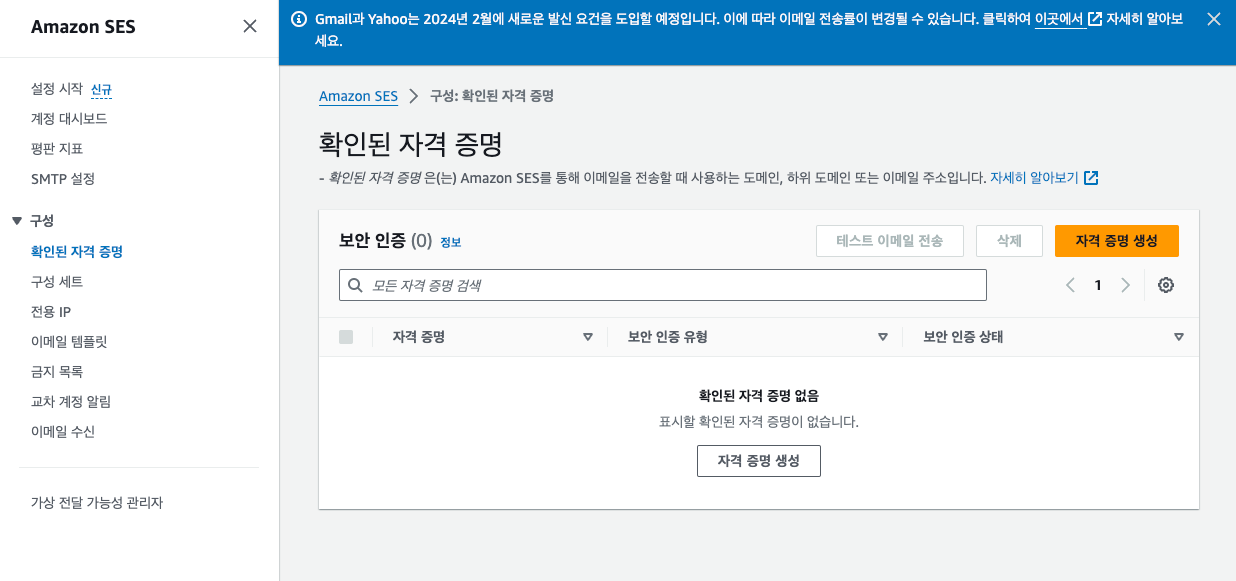 Amazon SES
Gmail과 Yahoo는 2024년 2월에 새로운 발신 요건을 도입할 예정입니다. 이에 따라 이메일 전송률이 변경될 수 있습니다. 클릭하여 이곳에서 자세히 알아보
세요.
설정 시작 신규
계정 대시보드
평판 지표
SMTP 설정
구성
확인된 자격 증명
구성 세트
전용 IP
이메일 템플릿
금지 목록
교차 계정 알림
이메일 수신
가상 전달 가능성 관리자
Amazon SES > 구성: 확인된 자격 증명
확인된 자격 증명
- 확인된 자격 증명 은(는) Amazon SES를 통해 이메일을 전송할 때 사용하는 도메인, 하위 도메인 또는 이메일 주소입니다. 자세히 알아보기
보안 인증 (0) 정보
테스트 이메일 전송
삭제
자격 증명 생성
모든 자격 증명 검색
1
자격 증명
보안 인증 유형
보안 인증 상태
확인된 자격 증명 없음
표시할 확인된 자격 증명이 없습니다.
자격 증명 생성